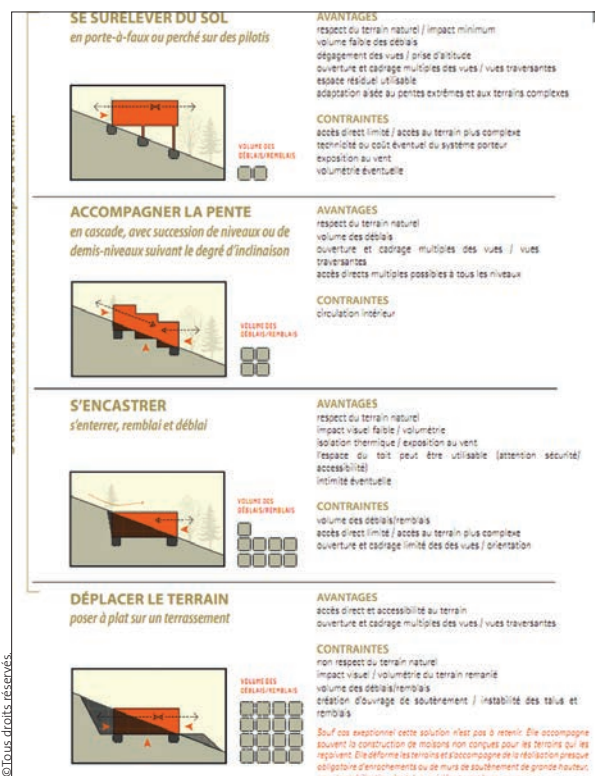 SE SURÉLEVER DU SOL
en porte-à-faux ou perché sur des pilotis
VOLUME DES
DÉBLAIS/REMBLAIS
AVANTAGES
respect du terrain naturel / impact minimum
volume faible des déblais
dégagement des vues / prise d'altitude
ouverture et cadrage multiples des vues / vues traversantes
espace résiduel utilisable
adaptation aisée au pentes extrêmes et aux terrains complexes
CONTRAINTES
accès direct limité / accès au terrain plus complexe
technicité ou coût éventuel du système porteur
exposition au vent
volumétrie éventuelle
ACCOMPAGNER LA PENTE
en cascade, avec succession de niveaux ou de
demis-niveaux suivant le degré d'inclinaison
VOLUME DES
DÉBLAIS/REMBLAIS
AVANTAGES
respect du terrain naturel
volume des déblais
ouverture et cadrage multiples des vues / vues
traversantes
accès directs multiples possibles à tous les niveaux
CONTRAINTES
circulation intérieur
S'ENCASTRER
s'enterrer, remblai et déblai
VOLUME DES
DÉBLAIS/REMBLAIS
AVANTAGES
respect du terrain naturel
impact visuel faible / volumétrie
isolation thermique / exposition au vent
l'espace du toit peut être utilisable (attention sécurité/
accessibilité)
intimité éventuelle
CONTRAINTES
volume des déblais/remblais
accès direct limité / accès au terrain plus complexe
ouverture et cadrage limité des des vues / orientation
DÉPLACER LE TERRAIN
poser à plat sur un terrassement
VOLUME DES
DÉBLAIS/REMBLAIS
AVANTAGES
accès direct et accessibilité au terrain
ouverture et cadrage multiples des vues / vues traversantes
CONTRAINTES
non respect du terrain naturel
impact visuel / volumétrie du terrain remanié
volume des déblais/remblais
création d'ouvrage de soutènement / instabilité des talus et
remblais
Sauf cas exeptionnel cette solution n'est pas à retenir. Elle accompagne
souvent la construction de maisons non conçues pour les terrains qui les
reçoivent. Elle déforme les terrains et s'accompagne de la réalisation presque
obligatoire d'enrochements ou de murs de soutènement de grande hauteur,
©Tous droits réservés.